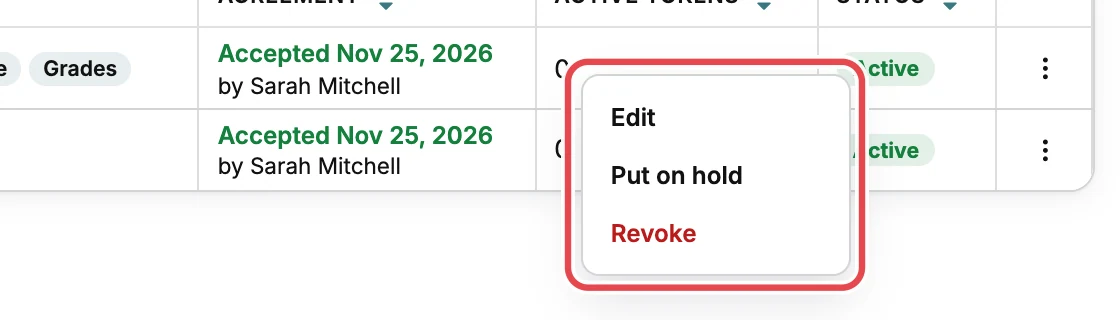 AGREEMENT ACTIVE TOKENS STATUS
Grades Accepted Nov 25, 2026 Active
by Sarah Mitchell
Accepted Nov 25, 2026 Active
by Sarah Mitchell
Edit
Put on hold
Revoke